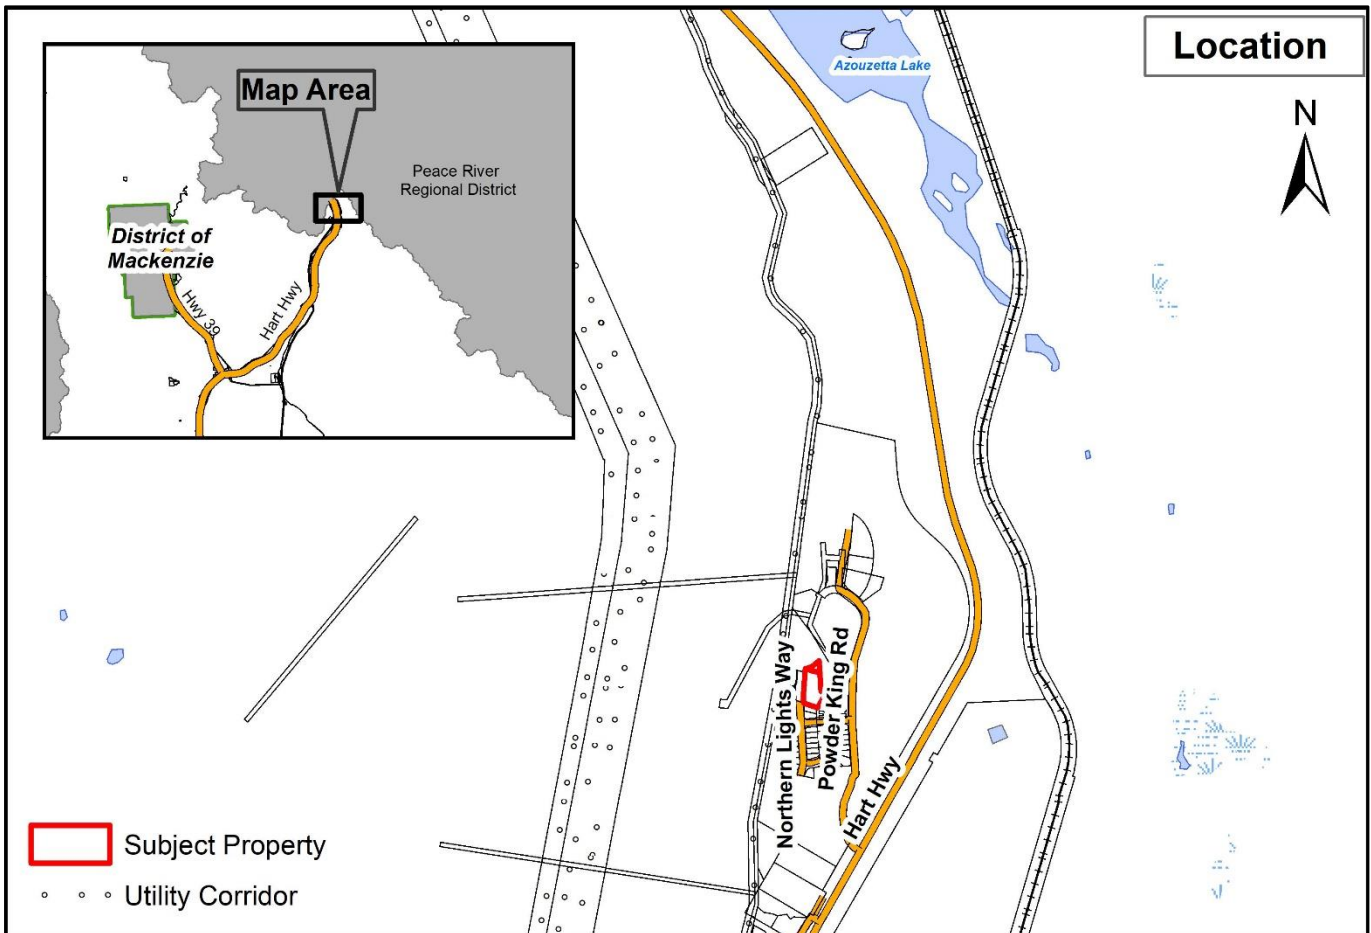 Location
N
Azouzetta Lake
Map Area
Peace River
Regional District
District of
Mackenzie
Hwy 39
Hart Hwy
Northern Lights Way
Powder King Rd
Hart Hwy
Subject Property
Utility Corridor